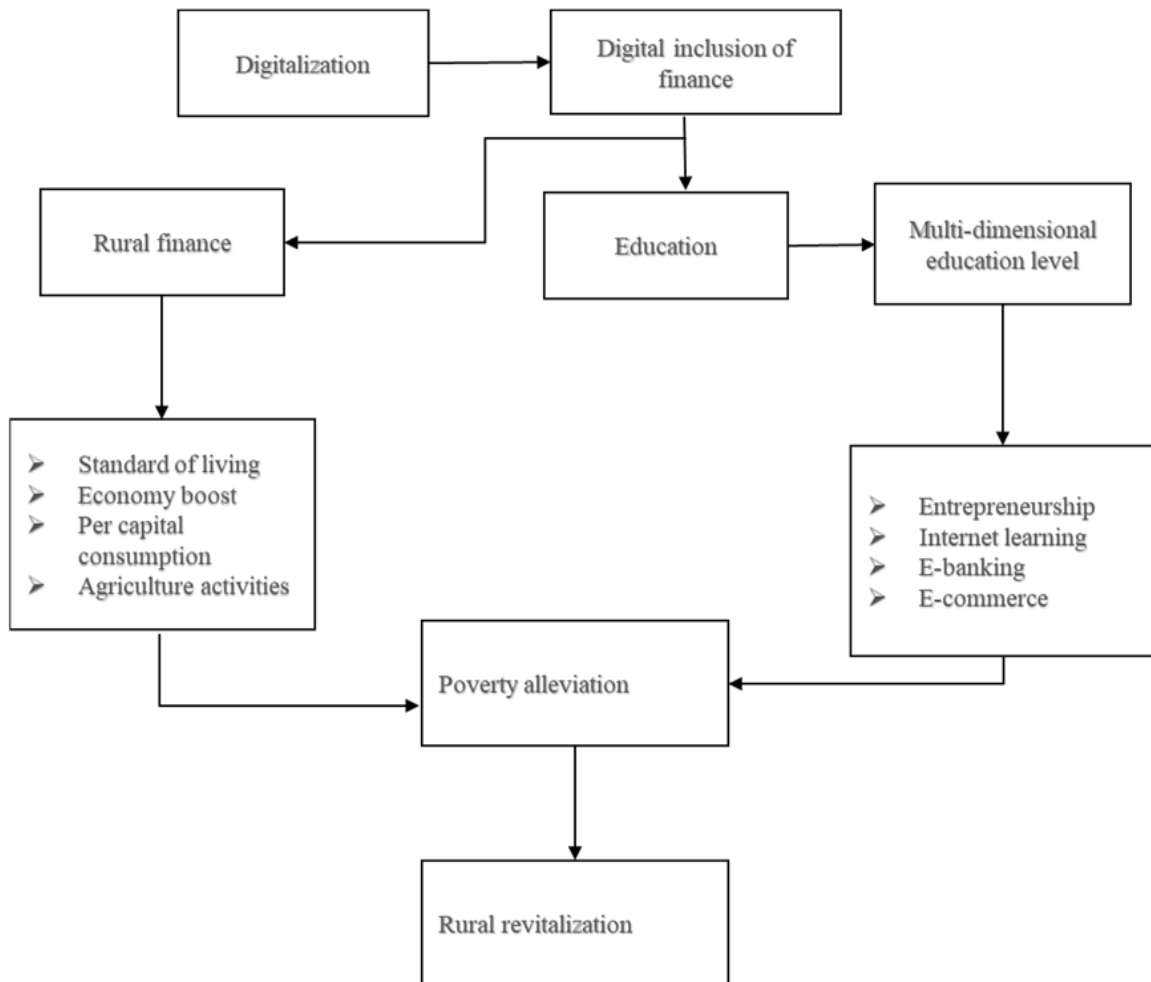 Digitalization
Digital inclusion of
finance
Rural finance
Education
Multi-dimensional
education level
➢ Standard of living
➢ Economy boost
➢ Per capital
consumption
➢ Agriculture activities
➢ Entrepreneurship
➢ Internet learning
➢ E-banking
➢ E-commerce
Poverty alleviation
Rural revitalization